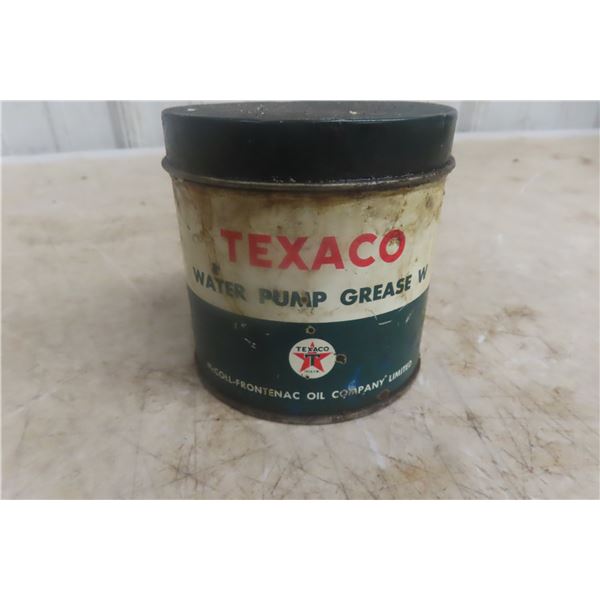 TEXACO
WATER PUMP GREASE W
TEXACO
T
McCOLL-FRONTENAC OIL COMPANY LIMITED